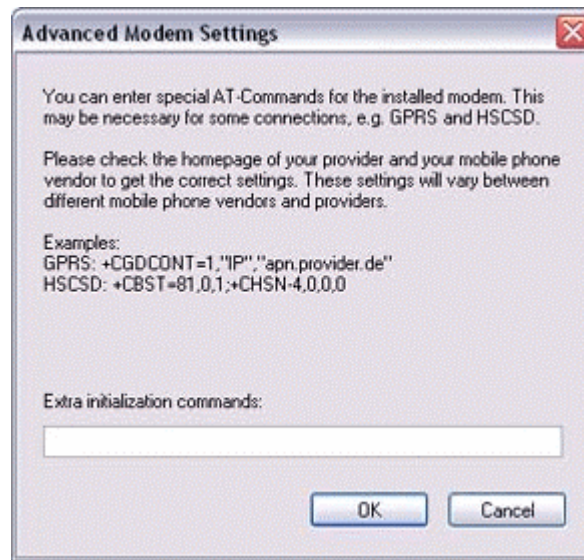 Advanced Modem Settings
You can enter special AT-Commands for the installed modem. This
may be necessary for some connections, e.g. GPRS and HSCSD.
Please check the homepage of your provider and your mobile phone
vendor to get the correct settings. These settings will vary between
different mobile phone vendors and providers.
Examples:
GPRS: +CGDCONT=1,"IP","apn.provider.de"
HSCSD: +CBST=81,0,1;+CHSN-4,0,0,0
Extra initialization commands:
OK Cancel